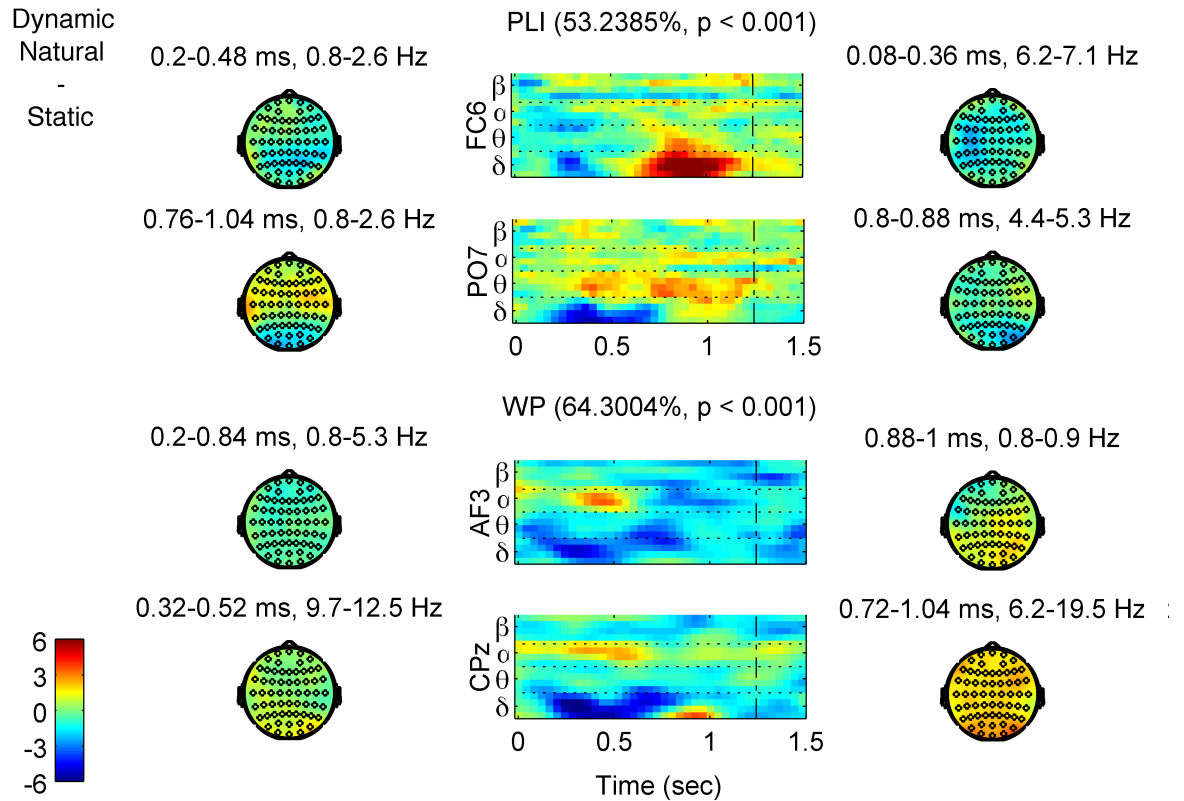 Dynamic
Natural
-
Static
PLI (53.2385%, p < 0.001)
0.2-0.48 ms, 0.8-2.6 Hz
0.08-0.36 ms, 6.2-7.1 Hz
FC6
β
α
θ
δ
0.76-1.04 ms, 0.8-2.6 Hz
0.8-0.88 ms, 4.4-5.3 Hz
PO7
β
α
θ
δ
0 0.5 1 1.5
WP (64.3004%, p < 0.001)
0.2-0.84 ms, 0.8-5.3 Hz
0.88-1 ms, 0.8-0.9 Hz
AF3
β
α
θ
δ
0.32-0.52 ms, 9.7-12.5 Hz
0.72-1.04 ms, 6.2-19.5 Hz :
CPz
β
α
θ
δ
0 0.5 1 1.5
Time (sec)
6
3
0
-3
-6